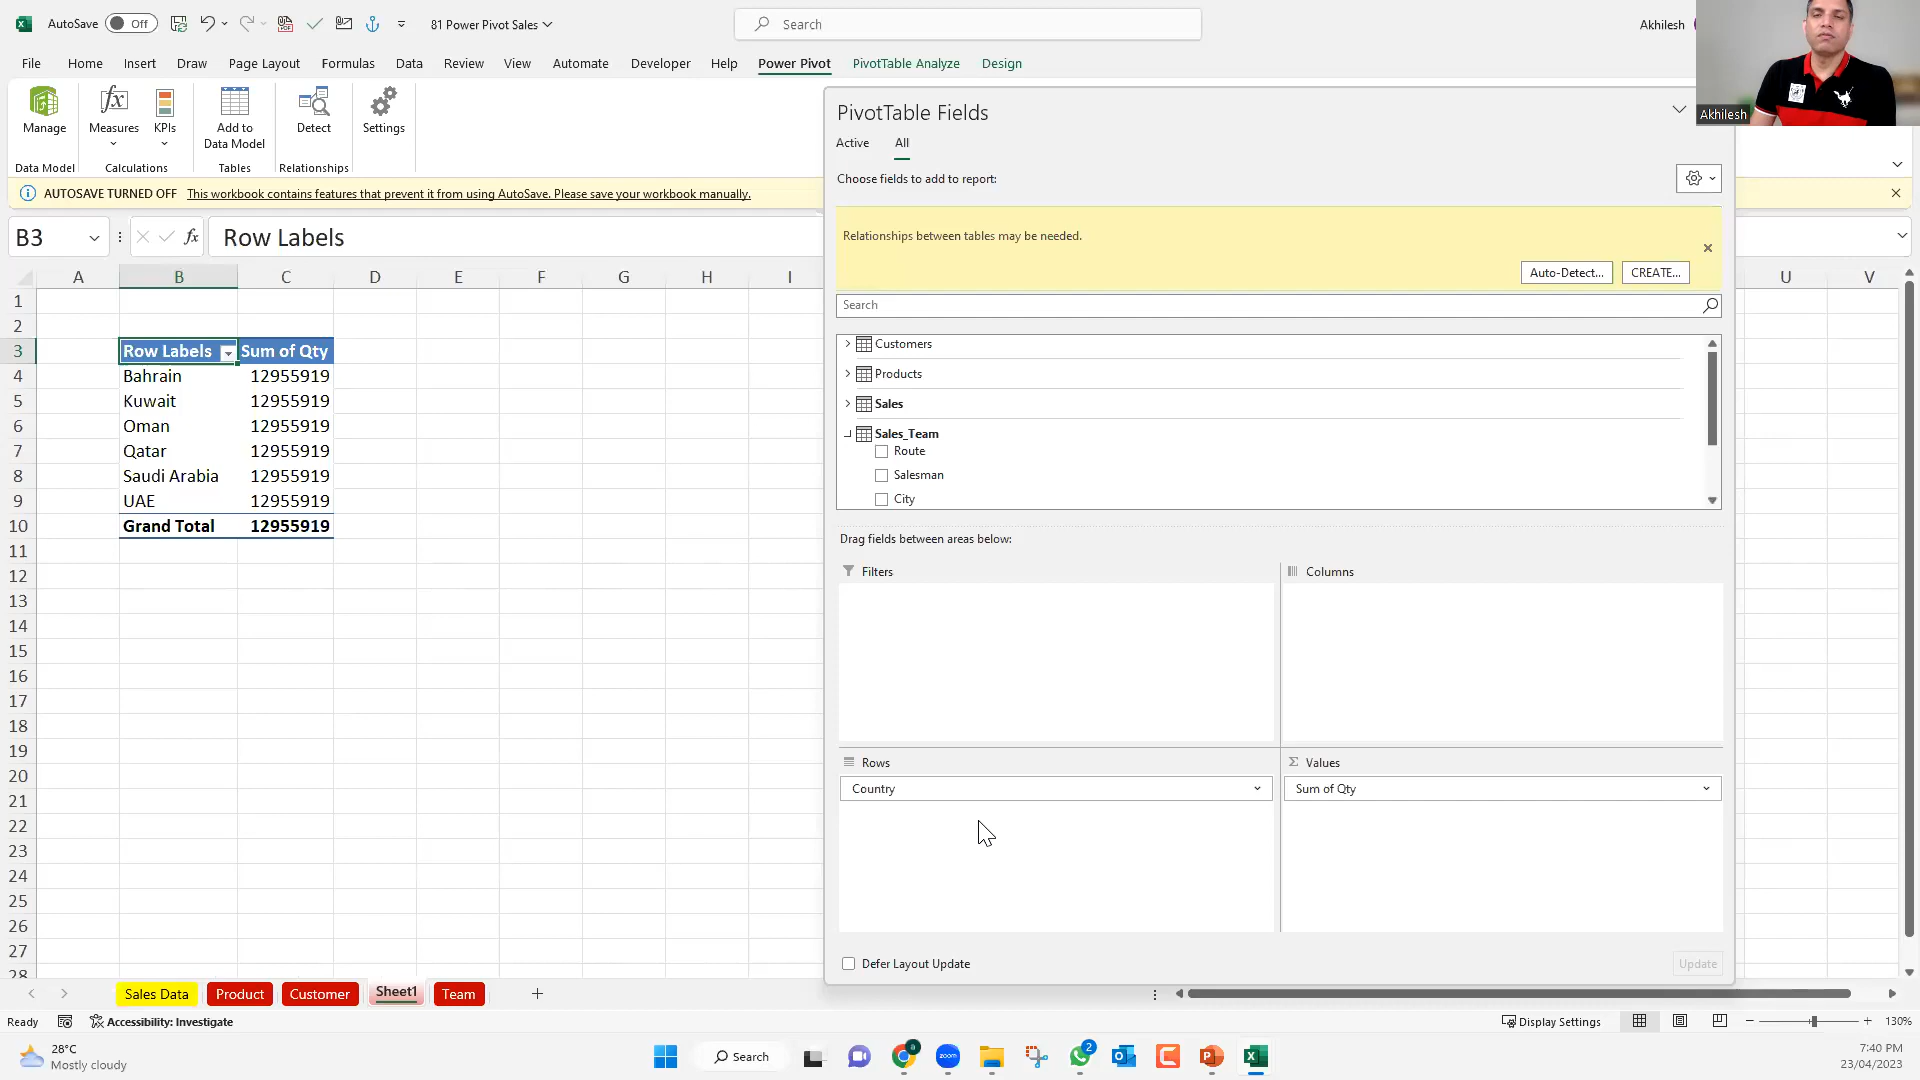 AutoSave Off 81 Power Pivot Sales Search Akhilesh
File Home Insert Draw Page Layout Formulas Data Review View Automate Developer Help Power Pivot PivotTable Analyze Design
Manage Measures KPIs Add to Data Model Detect Settings
Data Model Calculations Tables Relationships
AUTOSAVE TURNED OFF This workbook contains features that prevent it from using AutoSave. Please save your workbook manually.
B3 fx Row Labels
A B C D E F G H I U V
1
2
3 Row Labels Sum of Qty
4 Bahrain 12955919
5 Kuwait 12955919
6 Oman 12955919
7 Qatar 12955919
8 Saudi Arabia 12955919
9 UAE 12955919
10 Grand Total 12955919
11
12
13
14
15
16
17
18
19
20
21
22
23
24
25
26
27
28
PivotTable Fields
Active All
Choose fields to add to report:
Relationships between tables may be needed.
Auto-Detect... CREATE...
Search
Customers
Products
Sales
Sales_Team
Route
Salesman
City
Drag fields between areas below:
Filters Columns
Rows Values
Country Sum of Qty
Defer Layout Update Update
Akhilesh
Sales Data Product Customer Sheet1 Team
Ready Accessibility: Investigate Display Settings 130%
28°C
Mostly cloudy
Search
zoom
2
7:40 PM
23/04/2023